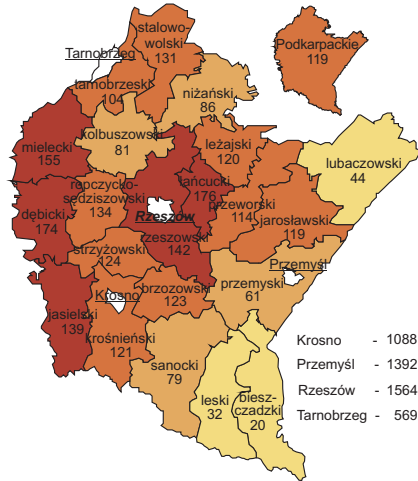 stalowo-
wolski
131
Tarnobrzeg
Podkarpackie
119
tarnobrzeski
104
niżański
86
kolbuszowski
81
mielecki
155
leżajski
120
lubaczowski
44
łańcucki
176
ropczycko-
sędziszowski
134
dębicki
174
przeworski
114
Rzeszów
jarosławski
119
rzeszowski
142
strzyżowski
124
Przemyśl
przemyski
61
Krosno
brzozowski
123
jasielski
139
krośnieński
121
sanocki
79
leski
32
biesz-
czadzki
20
Krosno - 1088
Przemyśl - 1392
Rzeszów - 1564
Tarnobrzeg - 569